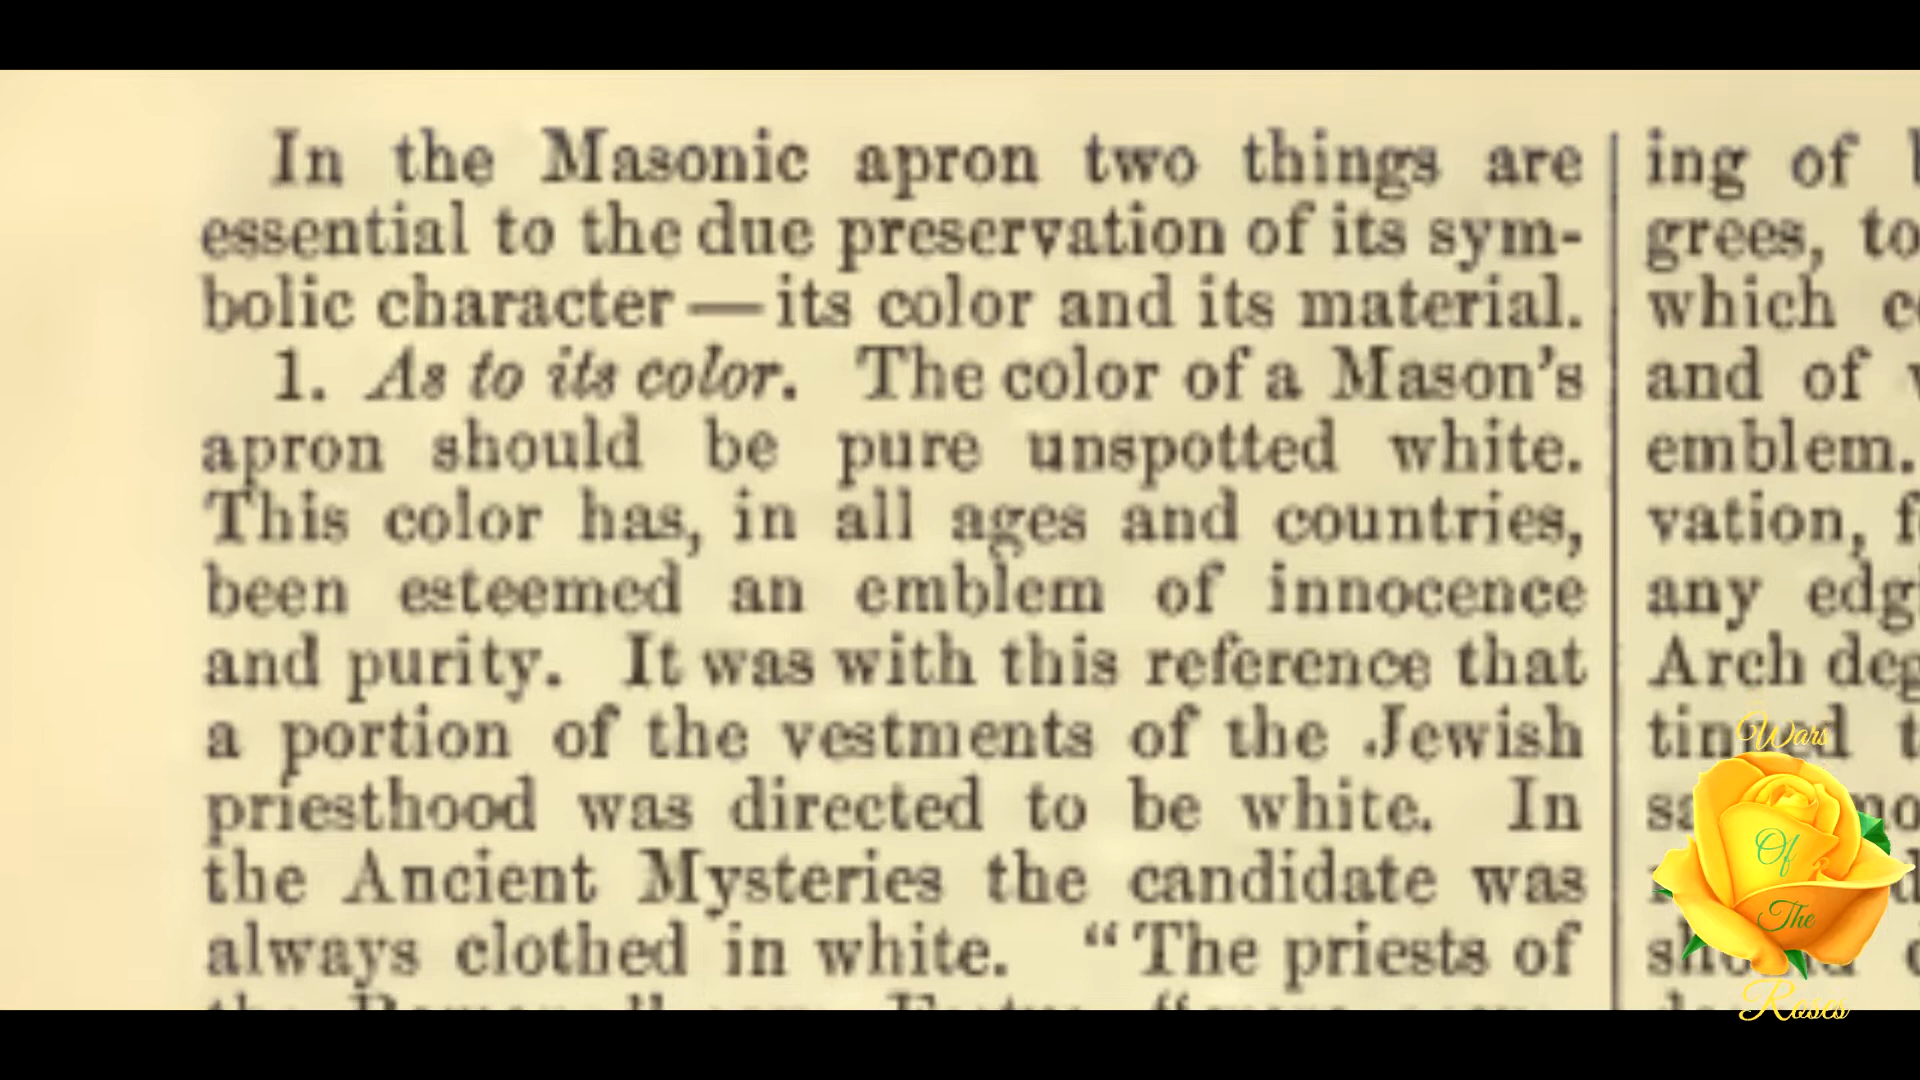 In the Masonic apron two things are
essential to the due preservation of its sym-
bolic character—its color and its material.
1. As to its color. The color of a Mason's
apron should be pure unspotted white.
This color has, in all ages and countries,
been esteemed an emblem of innocence
and purity. It was with this reference that
a portion of the vestments of the Jewish
priesthood was directed to be white. In
the Ancient Mysteries the candidate was
always clothed in white. "The priests of
ing of
grees, to
which
and of
emblem.
vation,
any
Arch
Wars
Of
The
Roses